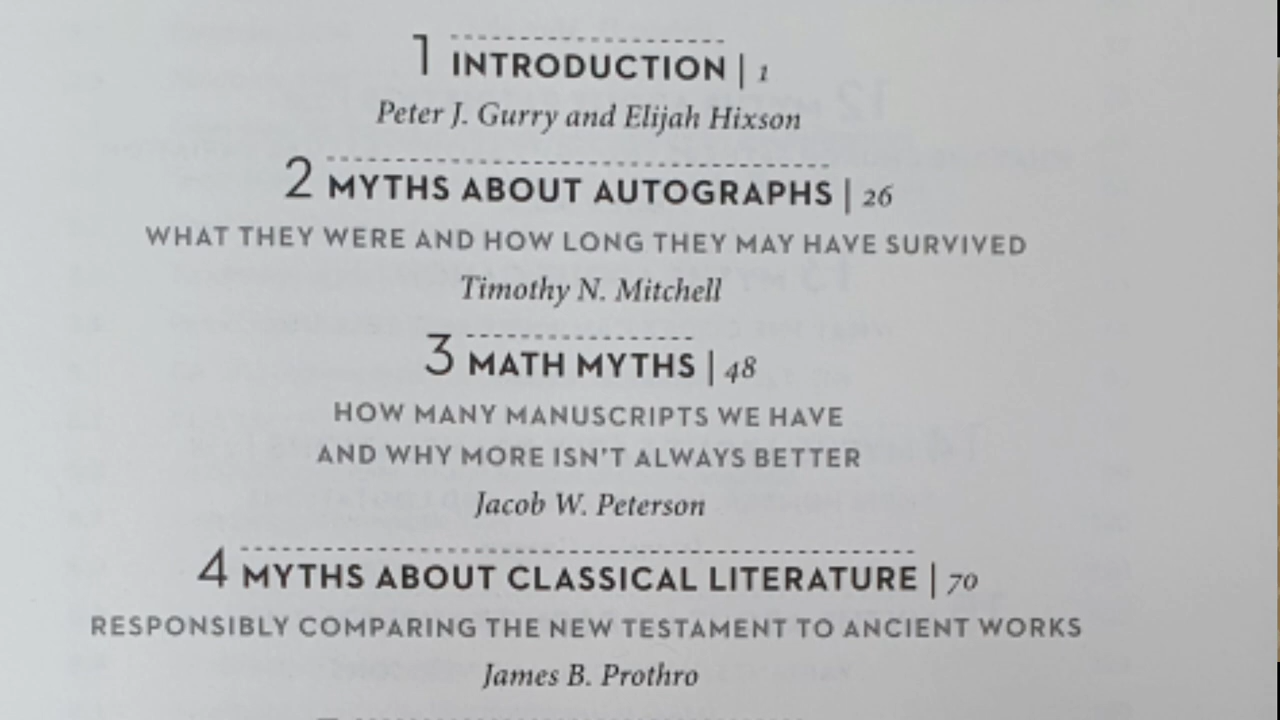 1 INTRODUCTION | 1
Peter J. Gurry and Elijah Hixson
2 MYTHS ABOUT AUTOGRAPHS | 26
WHAT THEY WERE AND HOW LONG THEY MAY HAVE SURVIVED
Timothy N. Mitchell
3 MATH MYTHS | 48
HOW MANY MANUSCRIPTS WE HAVE
AND WHY MORE ISN'T ALWAYS BETTER
Jacob W. Peterson
4 MYTHS ABOUT CLASSICAL LITERATURE | 70
RESPONSIBLY COMPARING THE NEW TESTAMENT TO ANCIENT WORKS
James B. Prothro